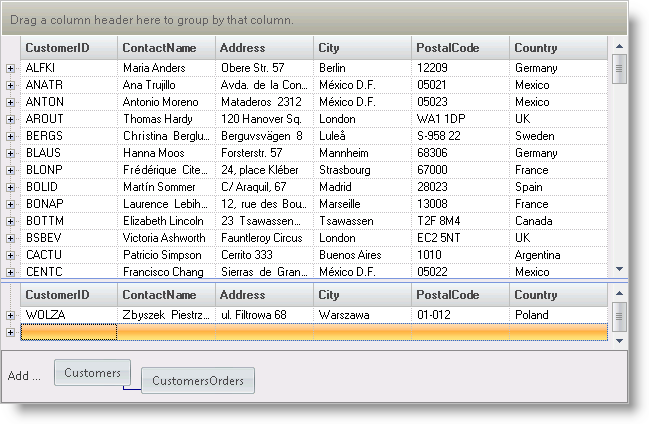 Drag a column header here to group by that column.
CustomerID ContactName Address City PostalCode Country
ALFKI Maria Anders Obere Str. 57 Berlin 12209 Germany
ANATR Ana Trujillo Avda. de la Con... México D.F. 05021 Mexico
ANTON Antonio Moreno Mataderos 2312 México D.F. 05023 Mexico
AROUT Thomas Hardy 120 Hanover Sq. London WA1 1DP UK
BERGS Christina Berglu... Berguvsvägen 8 Luleå S-958 22 Sweden
BLAUS Hanna Moos Forsterstr. 57 Mannheim 68306 Germany
BLONP Frédérique Cite... 24, place Kléber Strasbourg 67000 France
BOLID Martín Sommer C/ Araquil, 67 Madrid 28023 Spain
BONAP Laurence Lebih... 12, rue des Bou... Marseille 13008 France
BOTTM Elizabeth Lincoln 23 Tsawassen... Tsawassen T2F 8M4 Canada
BSBEV Victoria Ashworth Fauntleroy Circus London EC2 5NT UK
CACTU Patricio Simpson Cerrito 333 Buenos Aires 1010 Argentina
CENTC Francisco Chang Sierras de Gran... México D.F. 05022 Mexico
CustomerID ContactName Address City PostalCode Country
WOLZA Zbyszek Piestrz... ul. Filtrowa 68 Warszawa 01-012 Poland
Add ... Customers
CustomersOrders